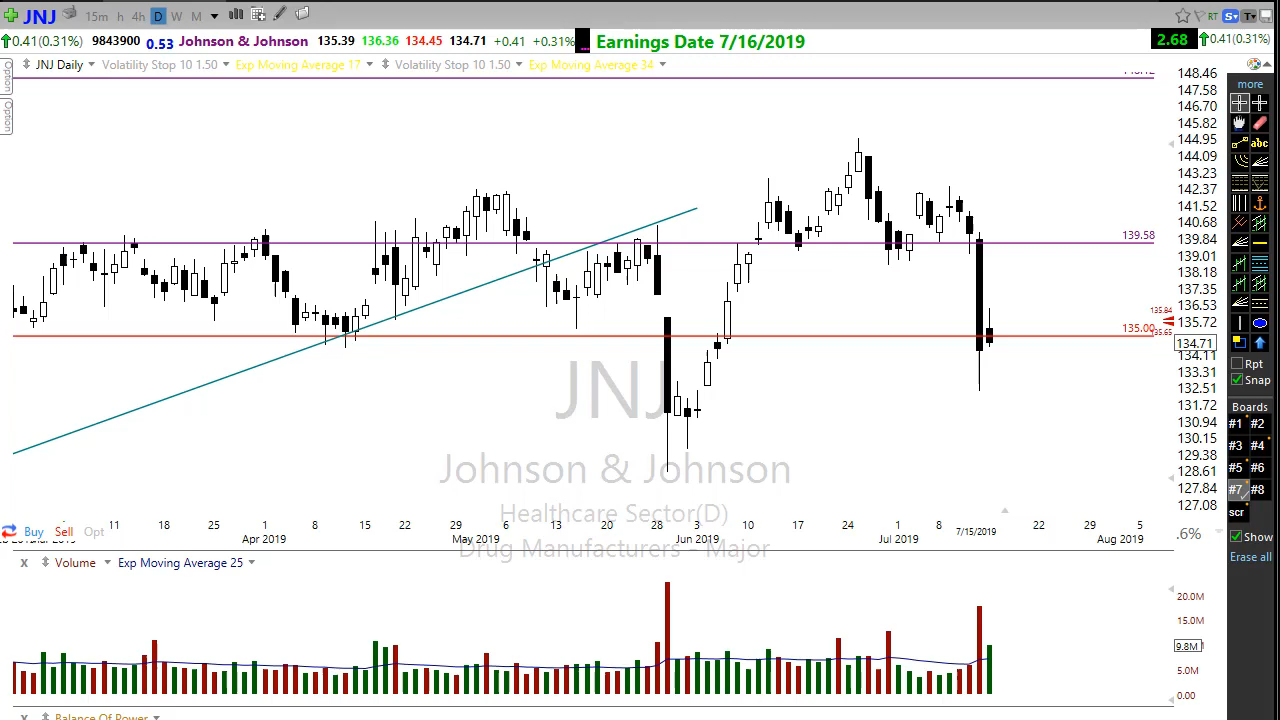 JNJ 15m h 4h D W M RT S T
0.41(0.31%) 9843900 0.53 Johnson & Johnson 135.39 136.36 134.45 134.71 +0.41 +0.31% Earnings Date 7/16/2019 2.68 0.41(0.31%)
JNJ Daily Volatility Stop 10 1.50 Exp Moving Average 17 Volatility Stop 10 1.50 Exp Moving Average 34
Option
Option
148.46
147.58
146.70
145.82
144.95
144.09
143.23
142.37
141.52
140.68
139.84
139.01
138.18
137.35
136.53
135.72
134.71
134.11
133.31
132.51
131.72
130.94
130.15
129.38
128.61
127.84
127.08
139.58
135.84
135.00
135.65
JNJ
Johnson & Johnson
Healthcare Sector(D)
Drug Manufacturers - Major
more
abc
Rpt
Snap
Boards
#1 #2
#3 #4
#5 #6
#7 #8
scr
Show
Erase all
Buy Sell Opt
11 18 25 1 8 15 22 29 6 13 20 28 3 10 17 24 1 8 7/15/2019 22 29 5
Apr 2019 May 2019 Jun 2019 Jul 2019 Aug 2019
.6%
x Volume Exp Moving Average 25
20.0M
15.0M
9.8M
5.0M
0.00
x Balance Of Power